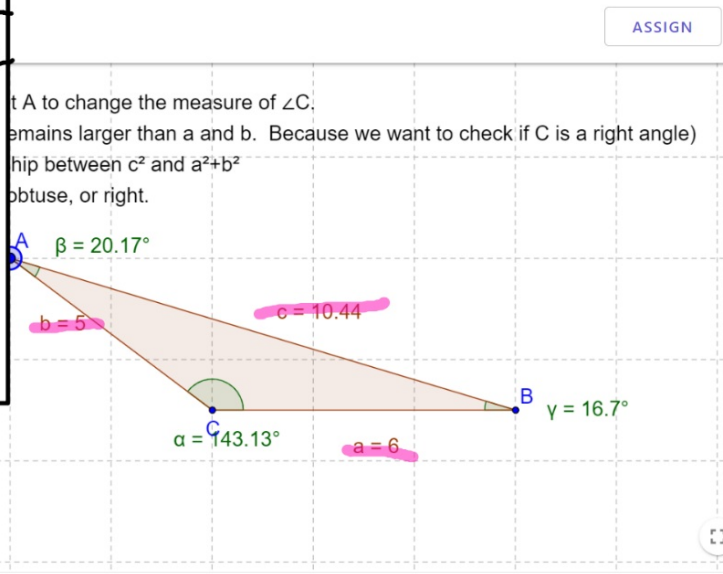 ASSIGN
t A to change the measure of ∠C.
emains larger than a and b. Because we want to check if C is a right angle)
hip between c² and a²+b²
obtuse, or right.
A
β = 20.17°
c = 10.44
b = 5
B
γ = 16.7°
C
α = 143.13°
a = 6